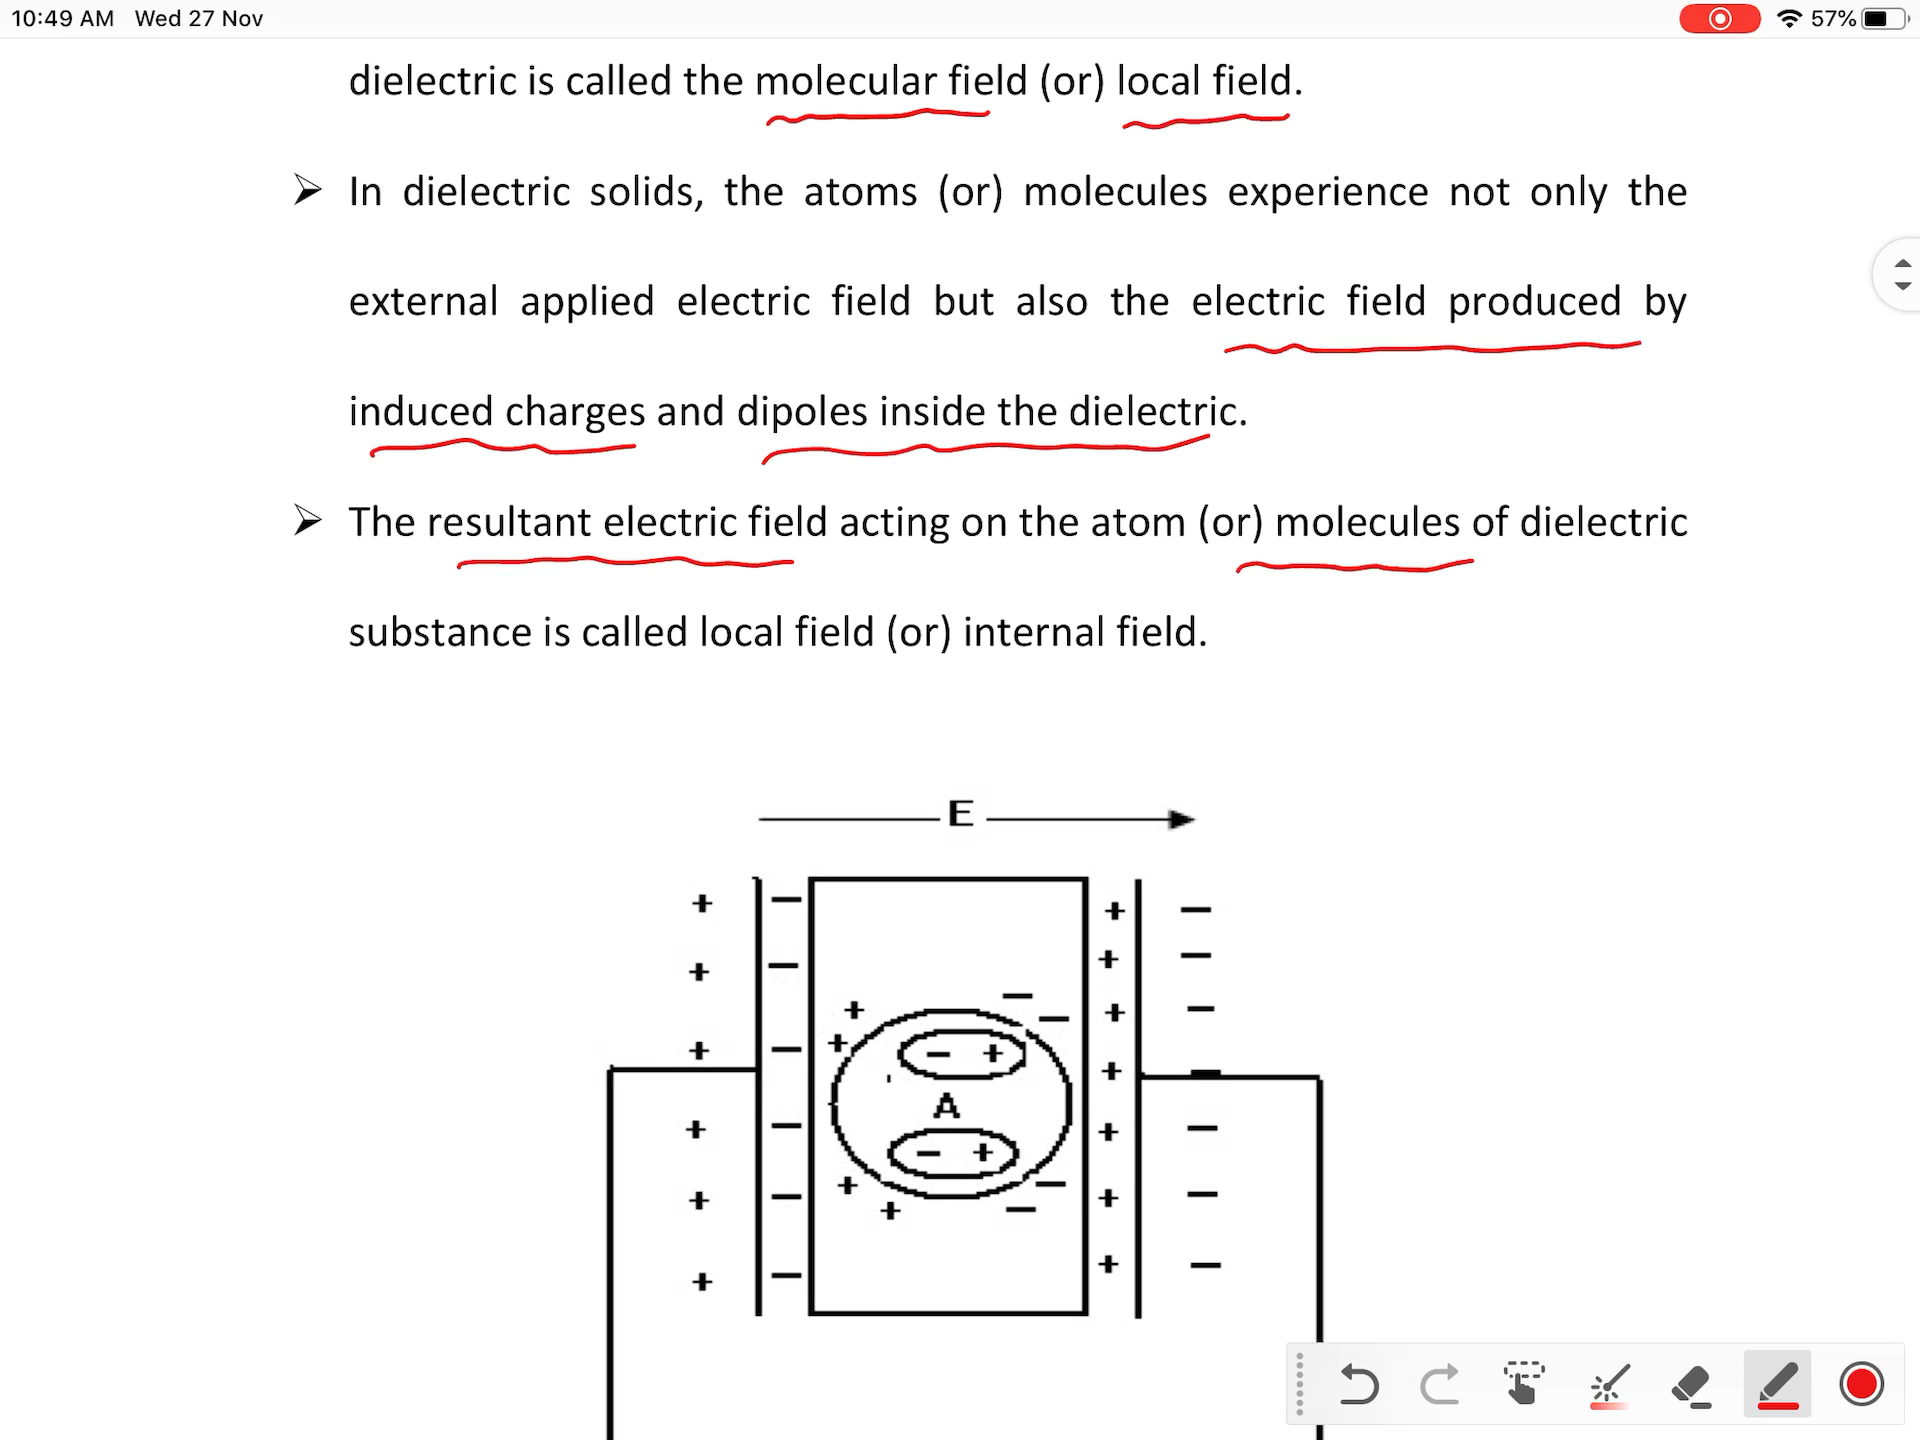 10:49 AM Wed 27 Nov 57%
dielectric is called the molecular field (or) local field.
➢ In dielectric solids, the atoms (or) molecules experience not only the
external applied electric field but also the electric field produced by
induced charges and dipoles inside the dielectric.
➢ The resultant electric field acting on the atom (or) molecules of dielectric
substance is called local field (or) internal field.
E
+ − + −
+ − + −
+ −
+ −
+ − + −
− +
+ −
A
− +
+ − + −
+ − + −
+ −
+ − + −